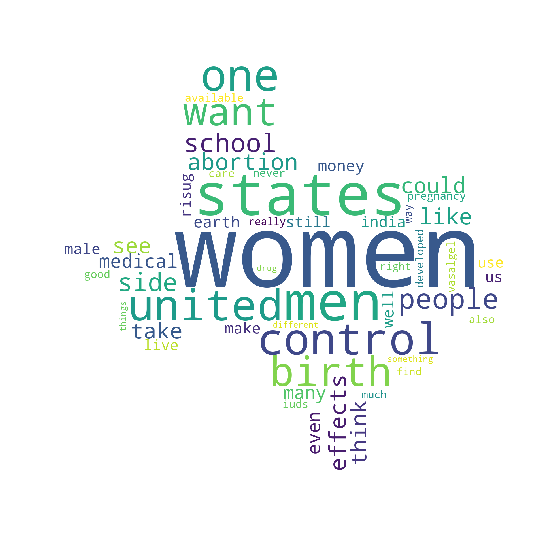 one
available
want
school
abortion
money
risug
care
never
states
could
pregnancy
earth
really
still
india
way
like
women
male
see
good
medical
drug
right
developed
vasalgel
use
us
side
things
united
men
well
people
also
take
live
make
different
control
something
birth
find
many
iuds
much
even
effects
think